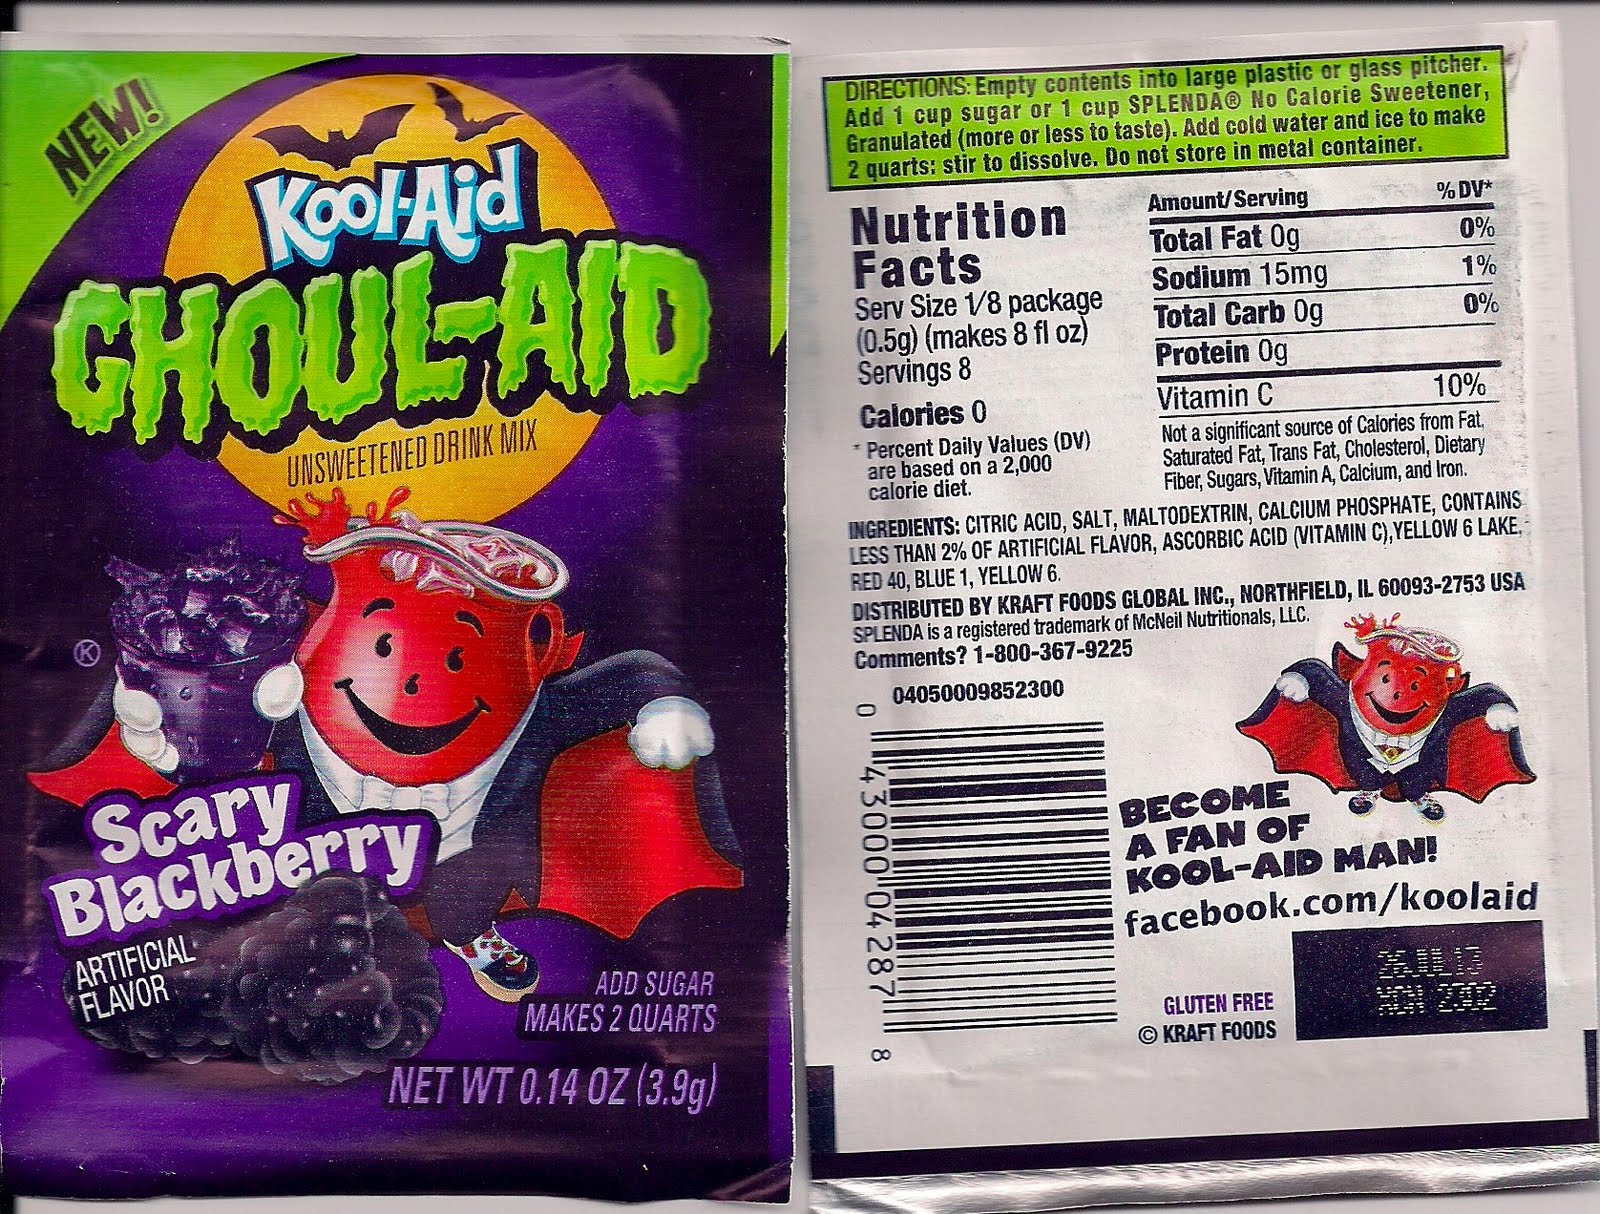 NEW!
Kool-Aid
GHOUL-AID
UNSWEETENED DRINK MIX
K
Scary
Blackberry
ARTIFICIAL
FLAVOR
ADD SUGAR
MAKES 2 QUARTS
NET WT 0.14 OZ (3.9g)
DIRECTIONS: Empty contents into large plastic or glass pitcher.
Add 1 cup sugar or 1 cup SPLENDA® No Calorie Sweetener,
Granulated (more or less to taste). Add cold water and ice to make
2 quarts: stir to dissolve. Do not store in metal container.
Nutrition
Facts
Serv Size 1/8 package
(0.5g) (makes 8 fl oz)
Servings 8
Calories 0
* Percent Daily Values (DV)
are based on a 2,000
calorie diet.
Amount/Serving %DV*
Total Fat 0g 0%
Sodium 15mg 1%
Total Carb 0g 0%
Protein 0g
Vitamin C 10%
Not a significant source of Calories from Fat,
Saturated Fat, Trans Fat, Cholesterol, Dietary
Fiber, Sugars, Vitamin A, Calcium, and Iron.
INGREDIENTS: CITRIC ACID, SALT, MALTODEXTRIN, CALCIUM PHOSPHATE, CONTAINS
LESS THAN 2% OF ARTIFICIAL FLAVOR, ASCORBIC ACID (VITAMIN C),YELLOW 6 LAKE,
RED 40, BLUE 1, YELLOW 6.
DISTRIBUTED BY KRAFT FOODS GLOBAL INC., NORTHFIELD, IL 60093-2753 USA
SPLENDA is a registered trademark of McNeil Nutritionals, LLC.
Comments? 1-800-367-9225
04050009852300
0 43000 04287 8
BECOME
A FAN OF
KOOL-AID MAN!
facebook.com/koolaid
GLUTEN FREE
© KRAFT FOODS